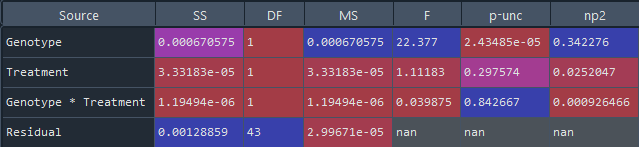 Source SS DF MS F p-unc np2
Genotype 0.000670575 1 0.000670575 22.377 2.43485e-05 0.342276
Treatment 3.33183e-05 1 3.33183e-05 1.11183 0.297574 0.0252047
Genotype * Treatment 1.19494e-06 1 1.19494e-06 0.039875 0.842667 0.000926466
Residual 0.00128859 43 2.99671e-05 nan nan nan